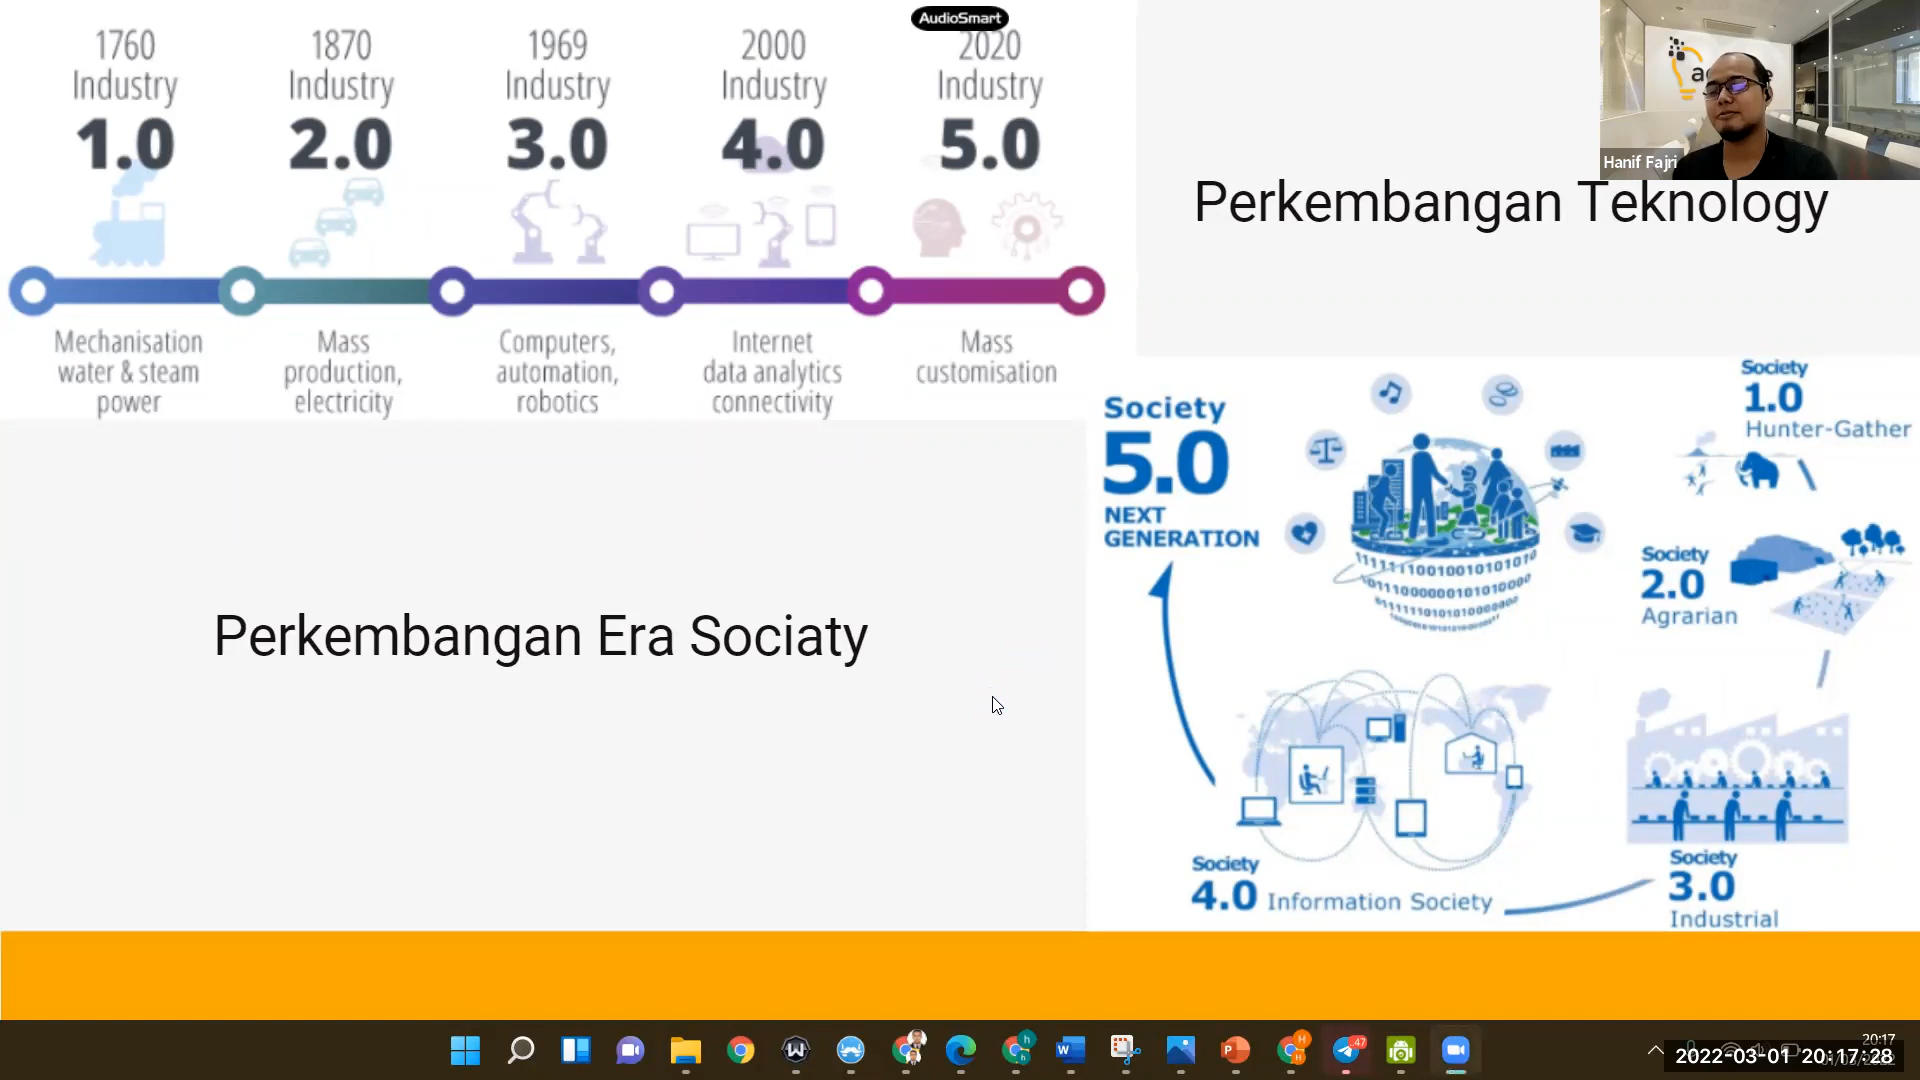 AudioSmart
1760
Industry
1.0
1870
Industry
2.0
1969
Industry
3.0
2000
Industry
4.0
2020
Industry
5.0
Mechanisation
water & steam
power
Mass
production,
electricity
Computers,
automation,
robotics
Internet
data analytics
connectivity
Mass
customisation
Hanif Fajri
Perkembangan Teknology
Perkembangan Era Sociaty
Society
5.0
NEXT
GENERATION
Society
1.0
Hunter-Gather
Society
2.0
Agrarian
Society
3.0
Industrial
Society
4.0 Information Society
20:17
2022-03-01 20:17:28